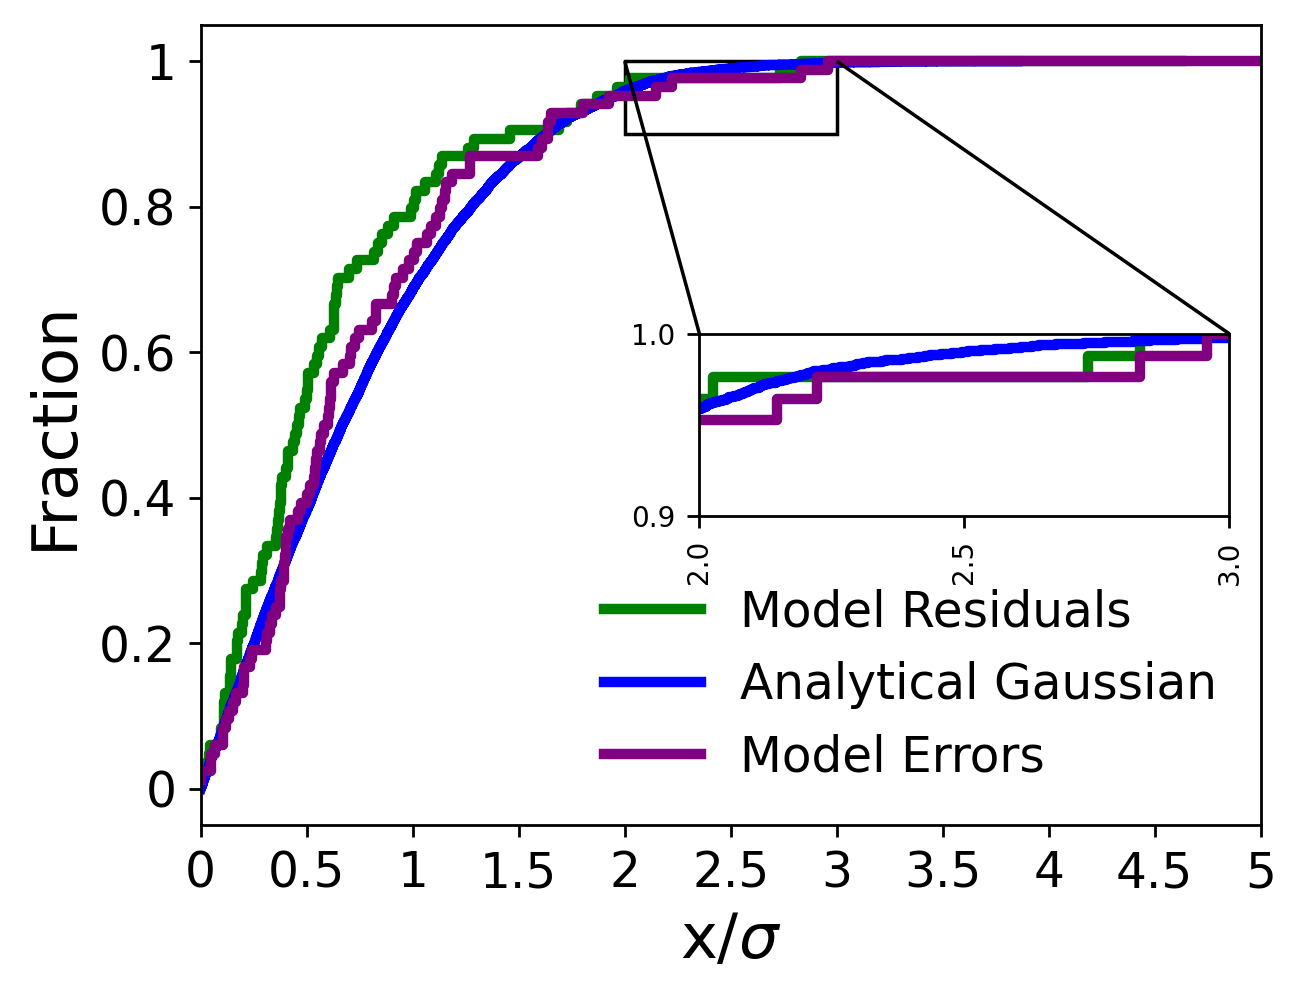 1
0.8
0.6
0.4
0.2
0
Fraction
1.0
0.9
2.0
2.5
3.0
Model Residuals
Analytical Gaussian
Model Errors
0 0.5 1 1.5 2 2.5 3 3.5 4 4.5 5
x/σ